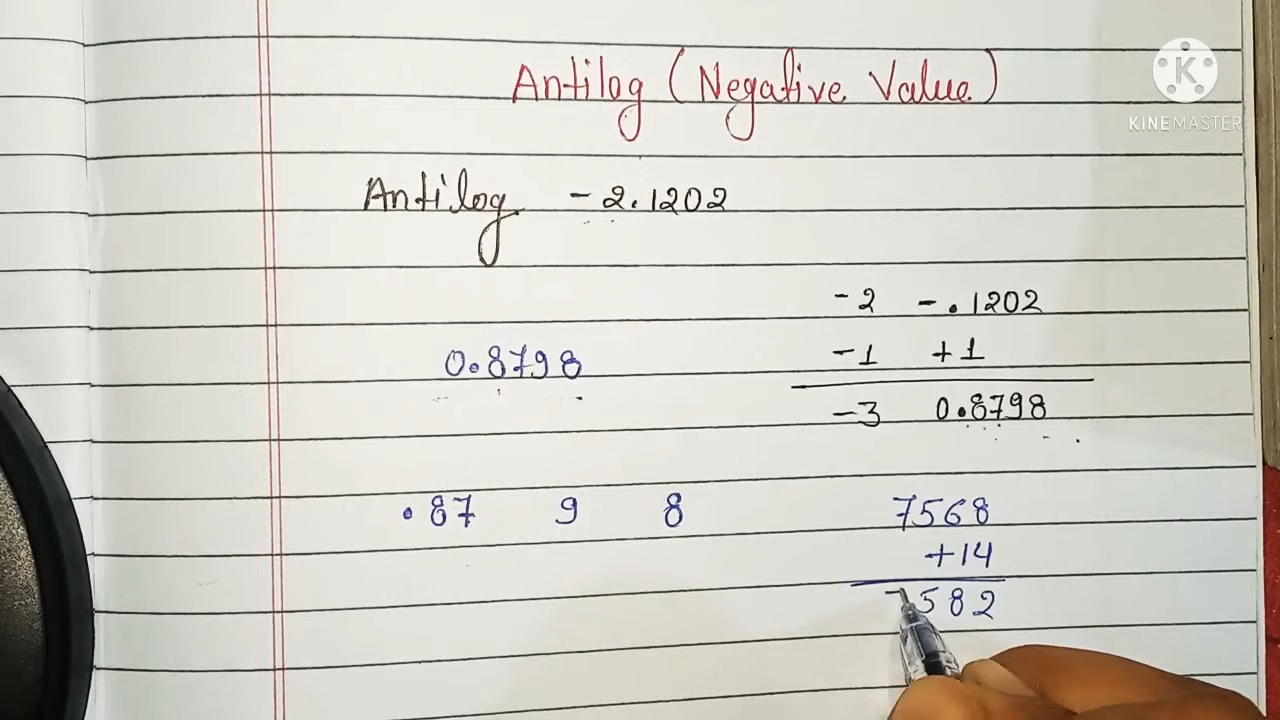 Antilog (Negative Value)
K
KINEMASTER
Antilog -2.1202
-2 -.1202
0.8798
-1 +1
-3 0.8798
.87 9 8
7568
+14
7582